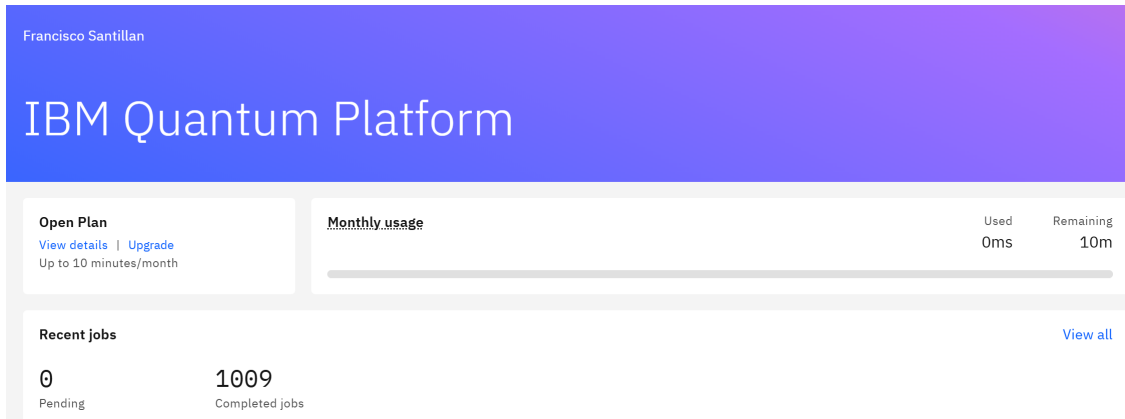 Francisco Santillan
IBM Quantum Platform
Open Plan
View details | Upgrade
Up to 10 minutes/month
Monthly usage
Used
0ms
Remaining
10m
Recent jobs
View all
0
Pending
1009
Completed jobs